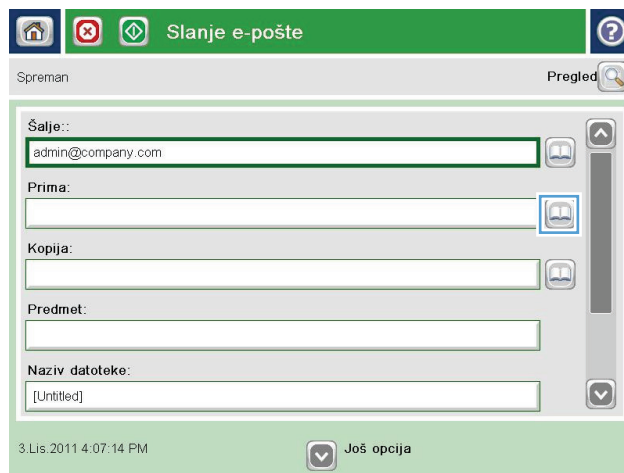 Slanje e-pošte
Spreman
Pregled
Šalje::
admin@company.com
Prima:
Kopija:
Predmet:
Naziv datoteke:
[Untitled]
3.Lis.2011 4:07:14 PM
Još opcija